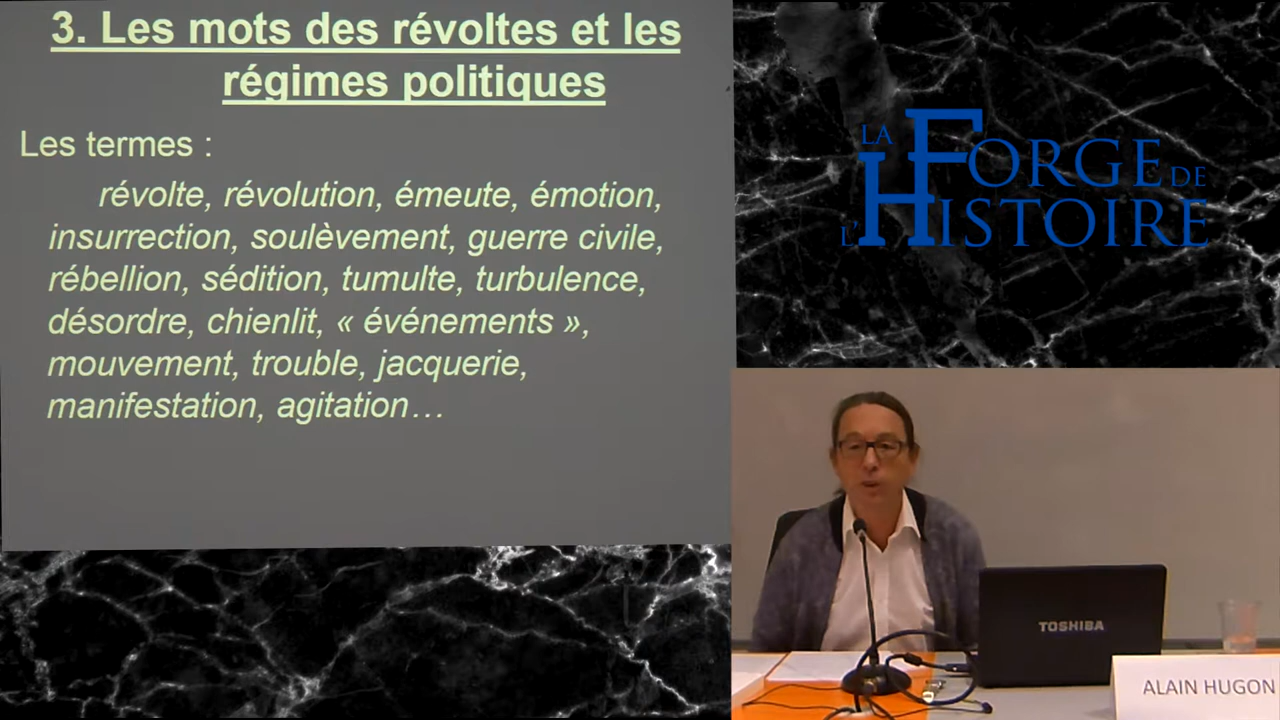 3. Les mots des révoltes et les
régimes politiques
Les termes :
révolte, révolution, émeute, émotion,
insurrection, soulèvement, guerre civile,
rébellion, sédition, tumulte, turbulence,
désordre, chienlit, « événements »,
mouvement, trouble, jacquerie,
manifestation, agitation…
LA FORGE DE
L'HISTOIRE
TOSHIBA
ALAIN HUGON